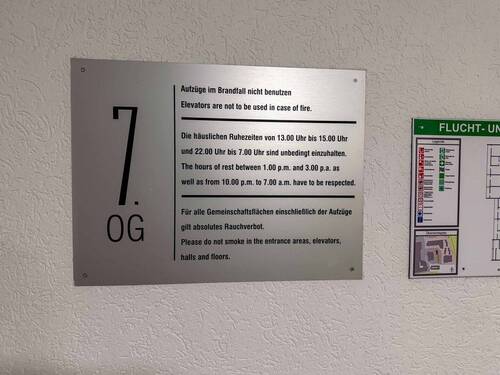 7.
OG
Aufzüge im Brandfall nicht benutzen
Elevators are not to be used in case of fire.
Die häuslichen Ruhezeiten von 13.00 Uhr bis 15.00 Uhr
und 22.00 Uhr bis 7.00 Uhr sind unbedingt einzuhalten.
The hours of rest between 1.00 p.m. and 3.00 p.a. as
well as from 10.00 p.m. to 7.00 a.m. have to be respected.
Für alle Gemeinschaftsflächen einschließlich der Aufzüge
gilt absolutes Rauchverbot.
Please do not smoke in the entrance areas, elevators,
halls and floors.
FLUCHT- UN